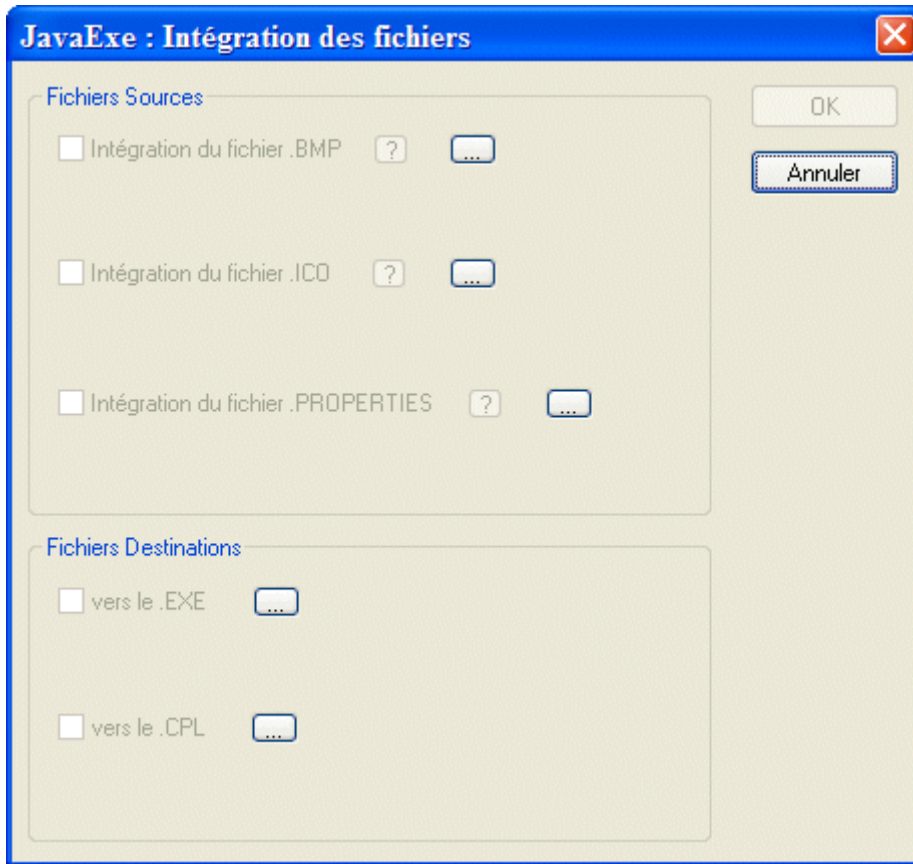 JavaExe : Intégration des fichiers
Fichiers Sources
OK
Intégration du fichier .BMP ? ...
Annuler
Intégration du fichier .ICO ? ...
Intégration du fichier .PROPERTIES ? ...
Fichiers Destinations
vers le .EXE ...
vers le .CPL ...